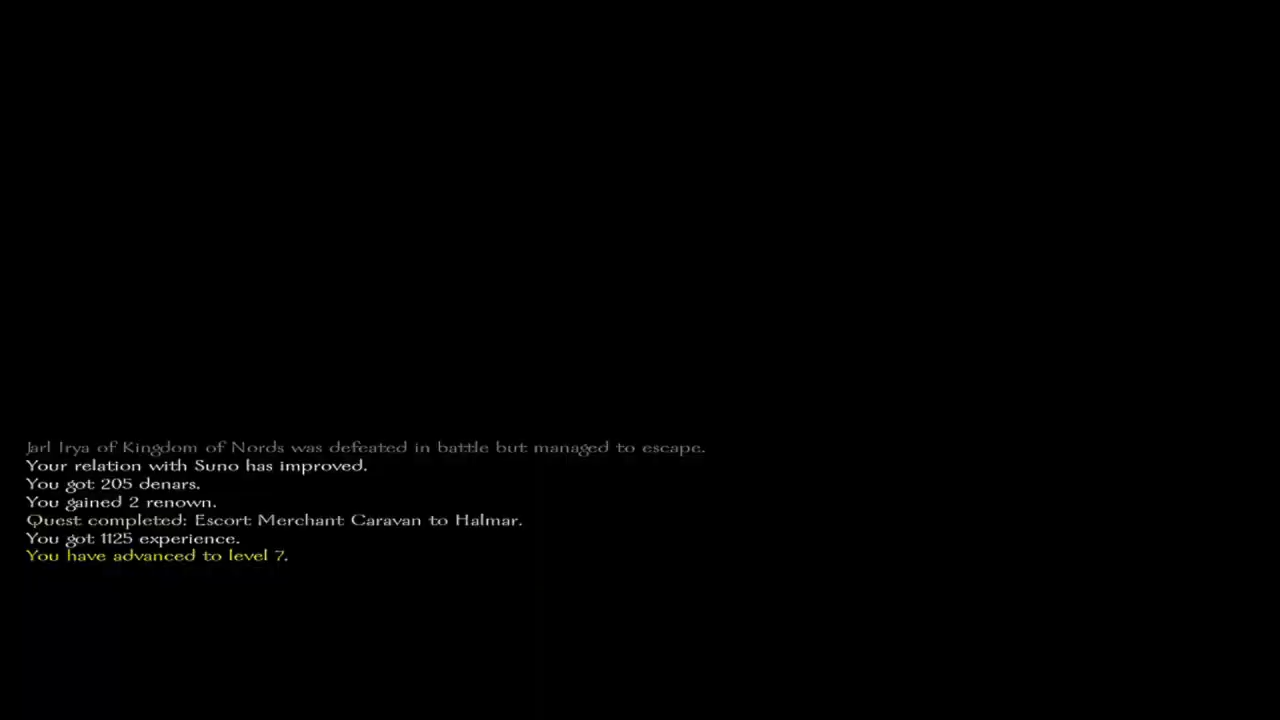 Jarl Irya of Kingdom of Nords was defeated in battle but managed to escape.
Your relation with Suno has improved.
You got 205 denars.
You gained 2 renown.
Quest completed: Escort Merchant Caravan to Halmar.
You got 1125 experience.
You have advanced to level 7.